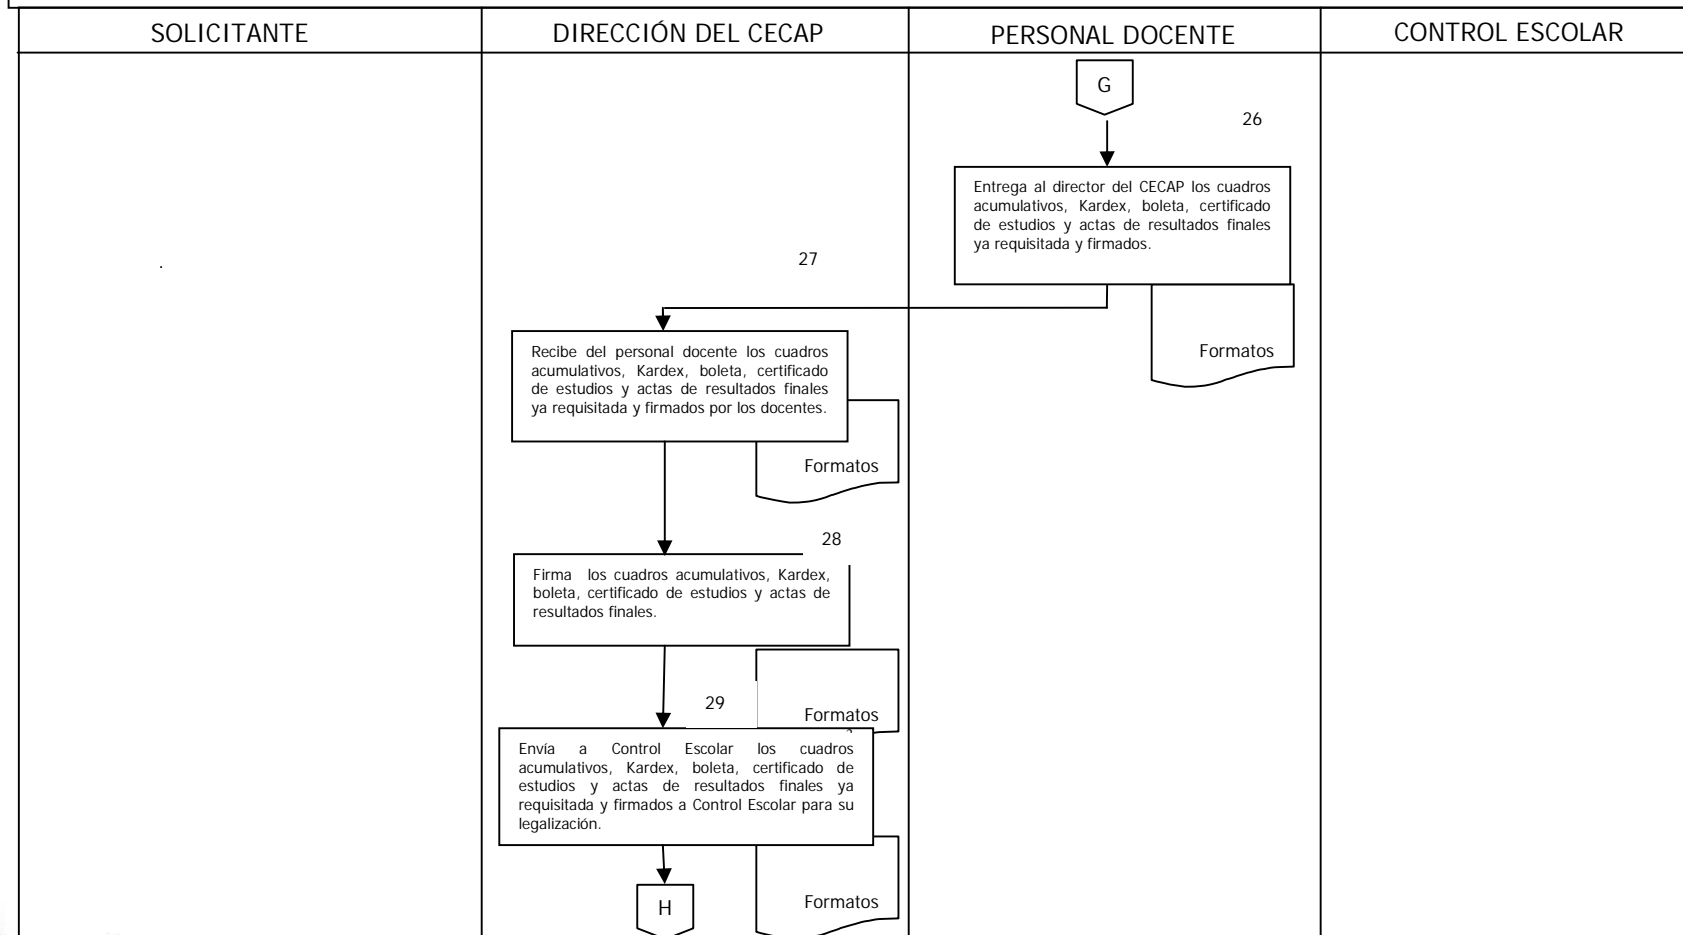 SOLICITANTE
DIRECCIÓN DEL CECAP
PERSONAL DOCENTE
CONTROL ESCOLAR
G
26
Entrega al director del CECAP los cuadros
acumulativos, Kardex, boleta, certificado
de estudios y actas de resultados finales
ya requisitada y firmados.
Formatos
27
Recibe del personal docente los cuadros
acumulativos, Kardex, boleta, certificado
de estudios y actas de resultados finales
ya requisitada y firmados por los docentes.
Formatos
28
Firma los cuadros acumulativos, Kardex,
boleta, certificado de estudios y actas de
resultados finales.
Formatos
29
Envía a Control Escolar los cuadros
acumulativos, Kardex, boleta, certificado de
estudios y actas de resultados finales ya
requisitada y firmados a Control Escolar para su
legalización.
Formatos
H